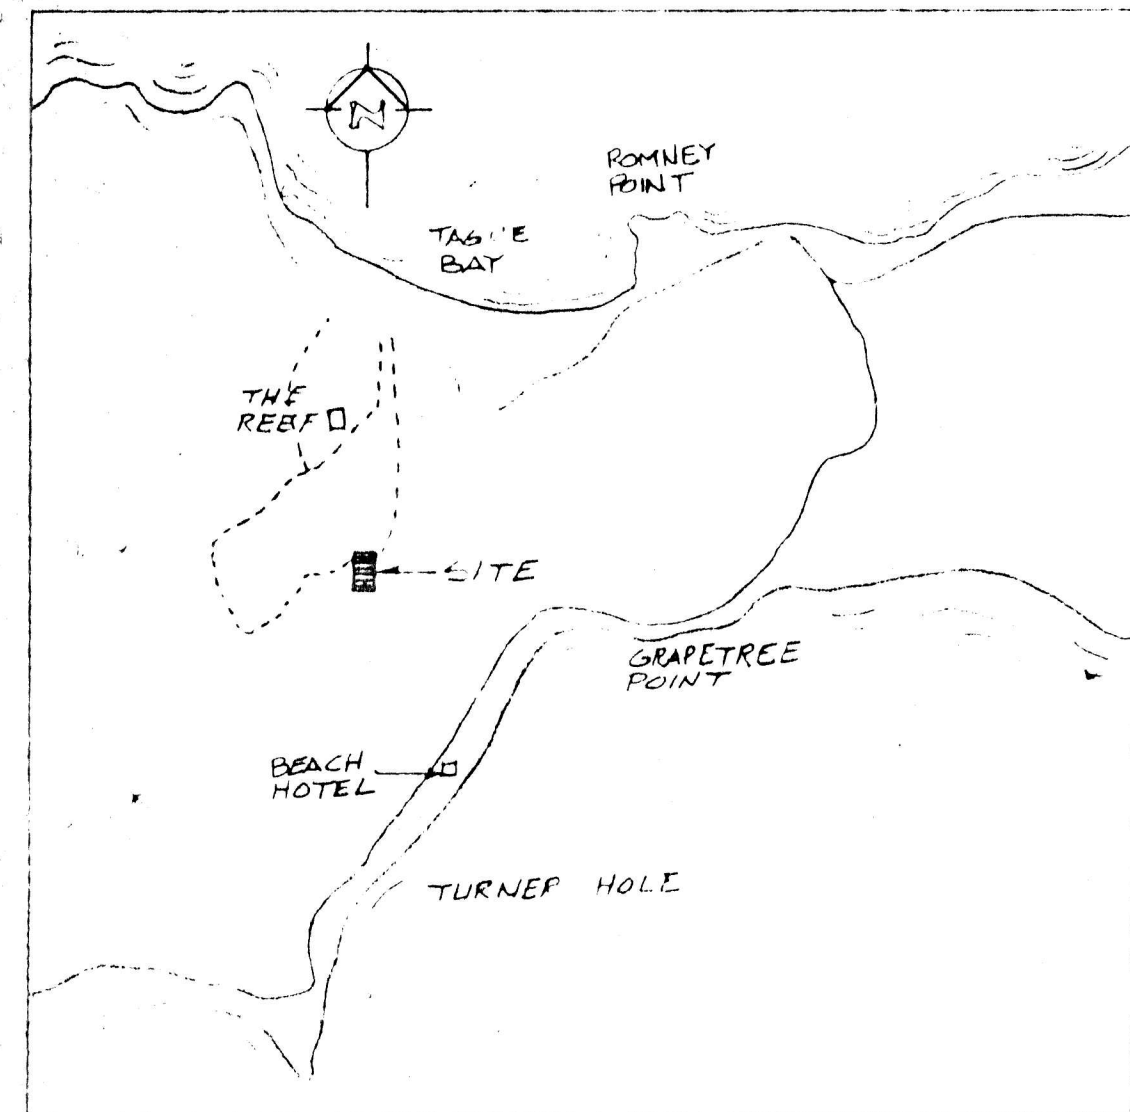 N
ROMNEY
POINT
BAY
THE
REEF
SITE
GRAPETREE
POINT
BEACH
HOTEL
TURNER HOLE